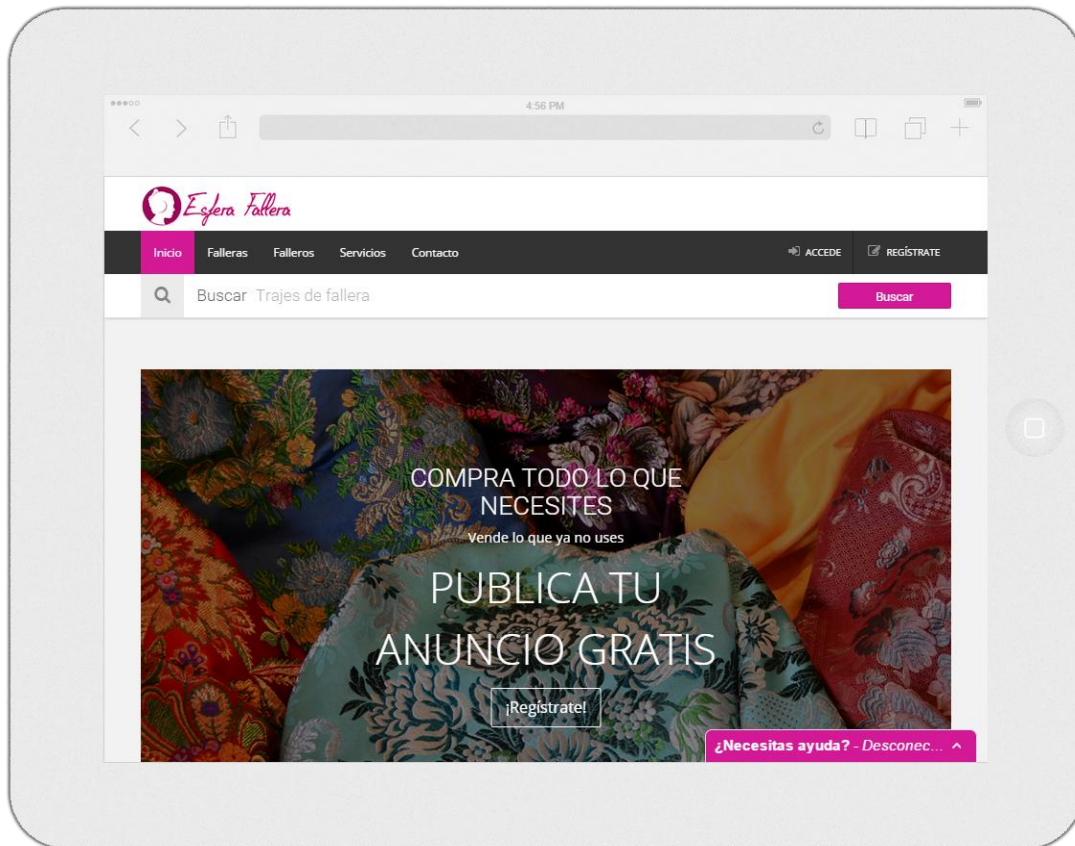 4:56 PM
Esfera Fallera
Inicio Falleras Falleros Servicios Contacto ACCEDE REGÍSTRATE
Buscar Trajes de fallera Buscar
COMPRA TODO LO QUE
NECESITES
Vende lo que ya no uses
PUBLICA TU
ANUNCIO GRATIS
¡Regístrate!
¿Necesitas ayuda? - Desconec...